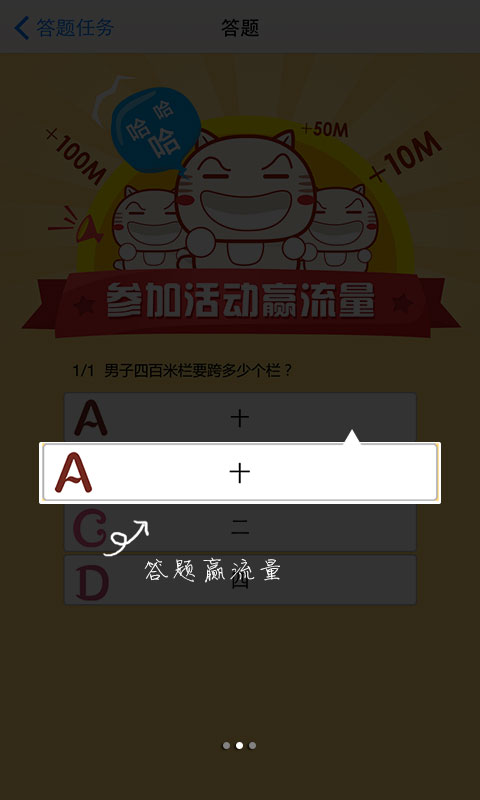 答题任务
答题
哈哈
哈
+100M
+50M
+10M
参加活动赢流量
1/1 男子四百米栏要跨多少个栏？
A 十
A 十
C 二
答题赢流量
D 四